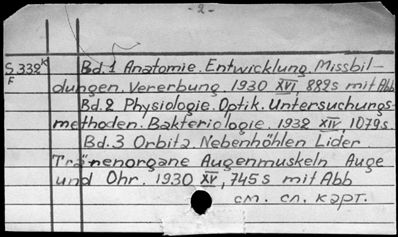 - 2 -
S 332ᴷ Bd. 1 Anatomie. Entwicklung. Missbil-
F dungen. Vererbung. 1930 XVI, 882s mit Abb
Bd. 2 Physiologie. Optik. Untersuchungs-
methoden. Bakteriologie. 1932 XIV, 1079s.
Bd. 3 Orbita. Nebenhöhlen Lider
Tränenorgane Augenmuskeln Auge
und Ohr. 1930 XV, 745s mit Abb
см. сл. карт.